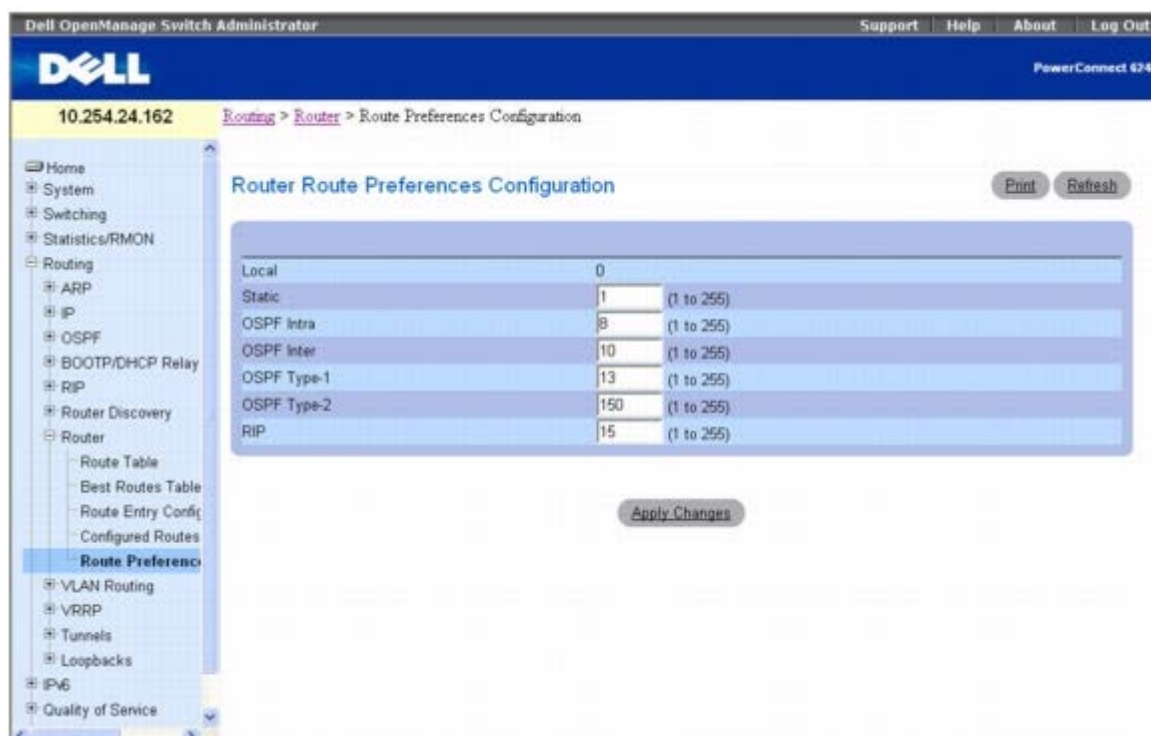 Dell OpenManage Switch Administrator Support Help About Log Out
DELL
PowerConnect 624
10.254.24.162
Routing > Router > Route Preferences Configuration
Home
System
Switching
Statistics/RMON
Routing
ARP
IP
OSPF
BOOTP/DHCP Relay
RIP
Router Discovery
Router
Route Table
Best Routes Table
Route Entry Config
Configured Routes
Route Preferenc
VLAN Routing
VRRP
Tunnels
Loopbacks
IPv6
Quality of Service
Router Route Preferences Configuration
Print Refresh
Local 0
Static 1 (1 to 255)
OSPF Intra 8 (1 to 255)
OSPF Inter 10 (1 to 255)
OSPF Type-1 13 (1 to 255)
OSPF Type-2 150 (1 to 255)
RIP 15 (1 to 255)
Apply Changes